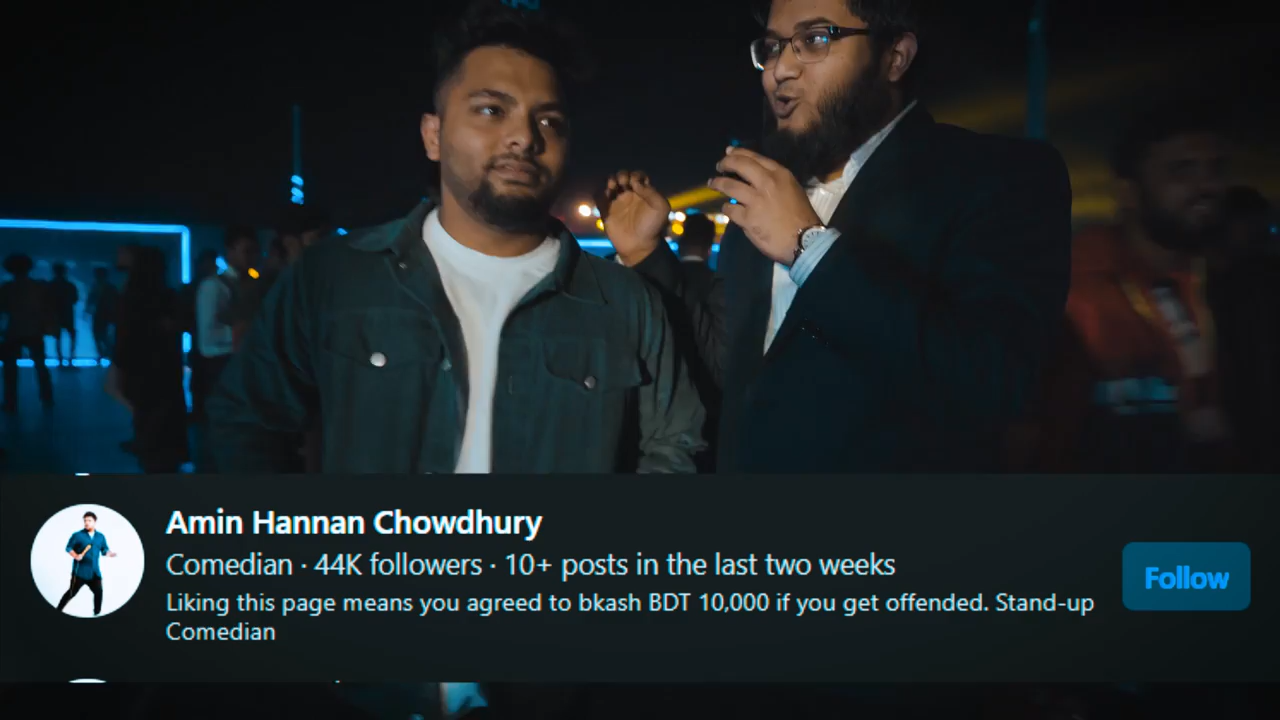 Amin Hannan Chowdhury
Comedian · 44K followers · 10+ posts in the last two weeks
Liking this page means you agreed to bkash BDT 10,000 if you get offended. Stand-up
Comedian
Follow